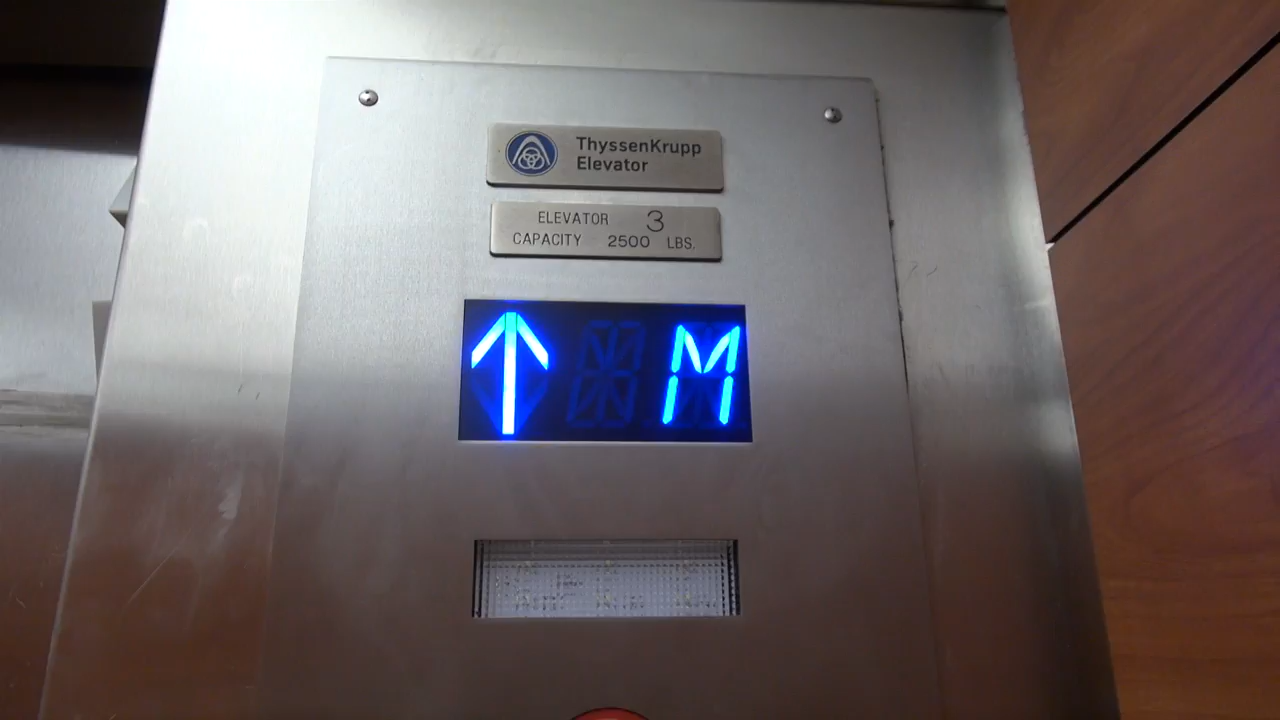 ThyssenKrupp
Elevator
ELEVATOR 3
CAPACITY 2500 LBS.
↑ M